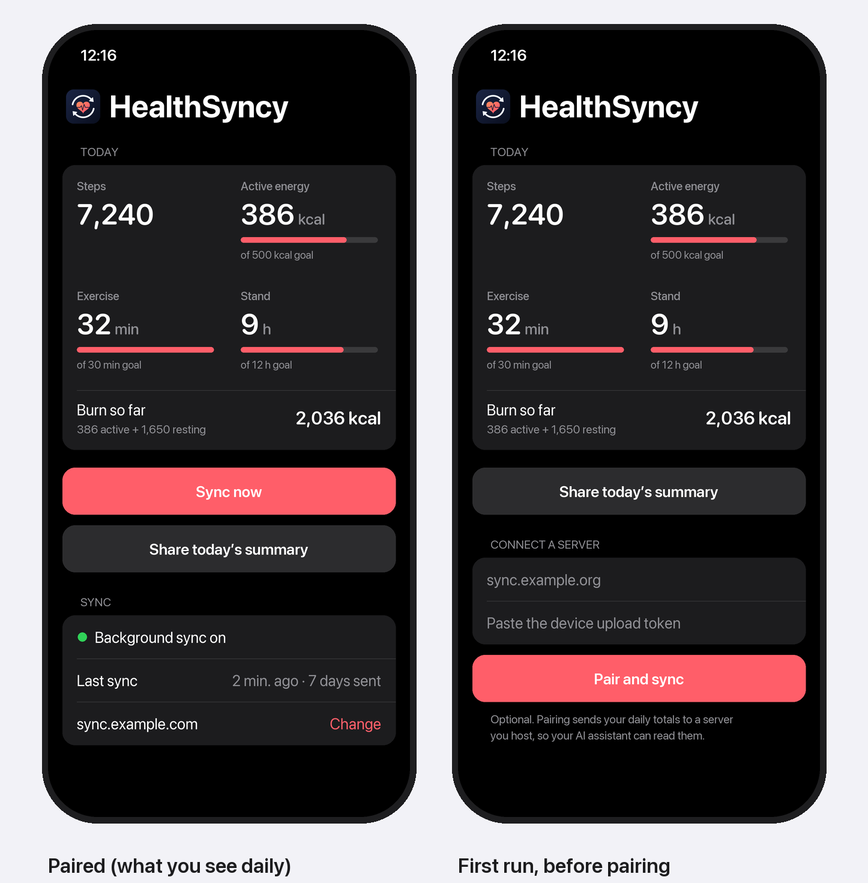 12:16
HealthSyncy
TODAY
Steps
7,240
Active energy
386 kcal
of 500 kcal goal
Exercise
32 min
of 30 min goal
Stand
9 h
of 12 h goal
Burn so far
386 active + 1,650 resting
2,036 kcal
Sync now
Share today’s summary
SYNC
Background sync on
Last sync
2 min. ago · 7 days sent
sync.example.com
Change
Paired (what you see daily)
12:16
HealthSyncy
TODAY
Steps
7,240
Active energy
386 kcal
of 500 kcal goal
Exercise
32 min
of 30 min goal
Stand
9 h
of 12 h goal
Burn so far
386 active + 1,650 resting
2,036 kcal
Share today’s summary
CONNECT A SERVER
sync.example.org
Paste the device upload token
Pair and sync
Optional. Pairing sends your daily totals to a server
you host, so your AI assistant can read them.
First run, before pairing